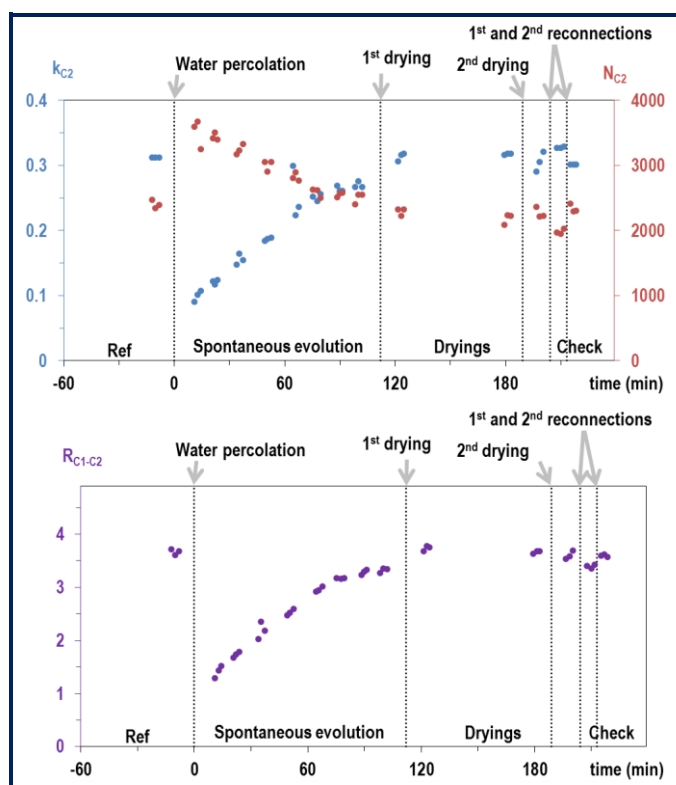 1st and 2nd reconnections
1st drying
Water percolation
2nd drying
kC2
NC2
0.4
4000
0.3
3000
0.2
2000
0.1
1000
Ref
Spontaneous evolution
Dryings
Check
0
0
-60
0
60
120
180
time (min)
1st and 2nd reconnections
1st drying
Water percolation
2nd drying
RC1-C2
4
3
2
1
Ref
Spontaneous evolution
Dryings
Check
0
-60
0
60
120
180
time (min)